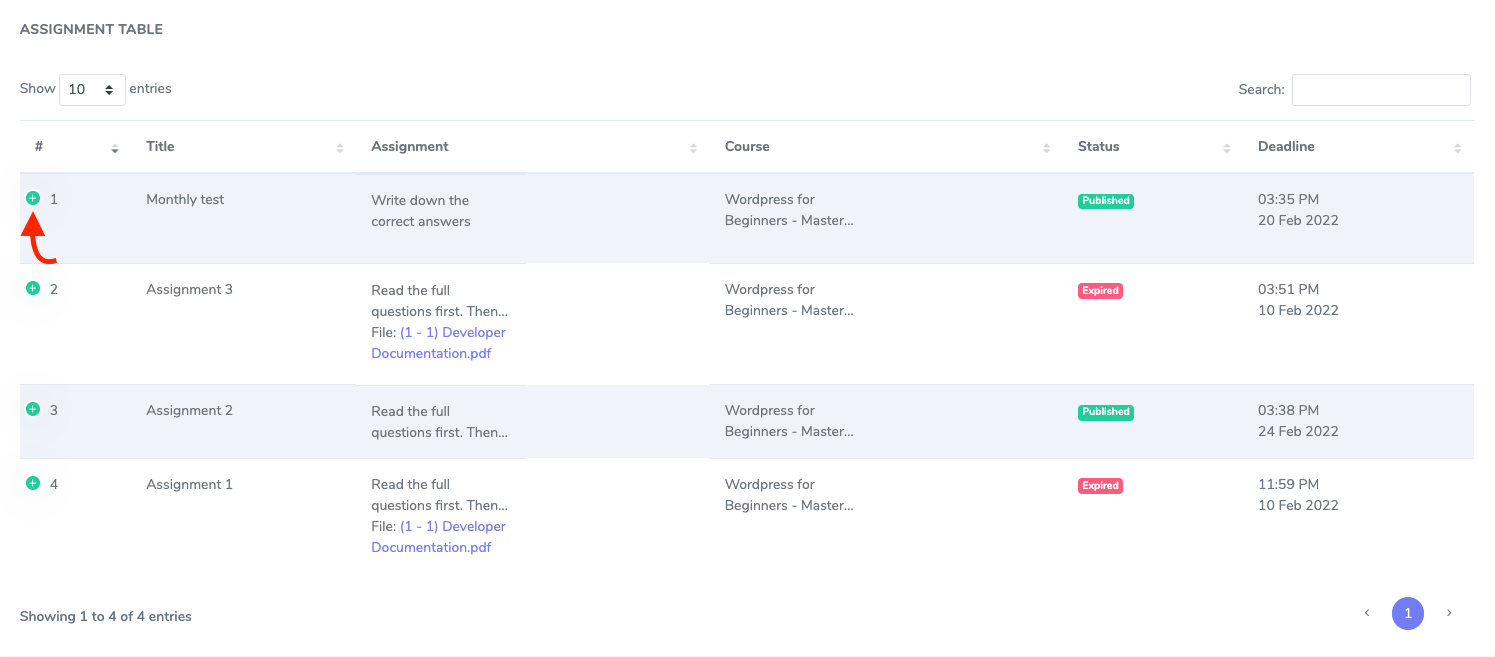 ASSIGNMENT TABLE
Show 10 entries
Search:
# Title Assignment Course Status Deadline
1 Monthly test Write down the Wordpress for Published 03:35 PM
correct answers Beginners - Master... 20 Feb 2022
2 Assignment 3 Read the full Wordpress for Expired 03:51 PM
questions first. Then... Beginners - Master... 10 Feb 2022
File: (1 - 1) Developer
Documentation.pdf
3 Assignment 2 Read the full Wordpress for Published 03:38 PM
questions first. Then... Beginners - Master... 24 Feb 2022
4 Assignment 1 Read the full Wordpress for Expired 11:59 PM
questions first. Then... Beginners - Master... 10 Feb 2022
File: (1 - 1) Developer
Documentation.pdf
Showing 1 to 4 of 4 entries
‹ 1 ›